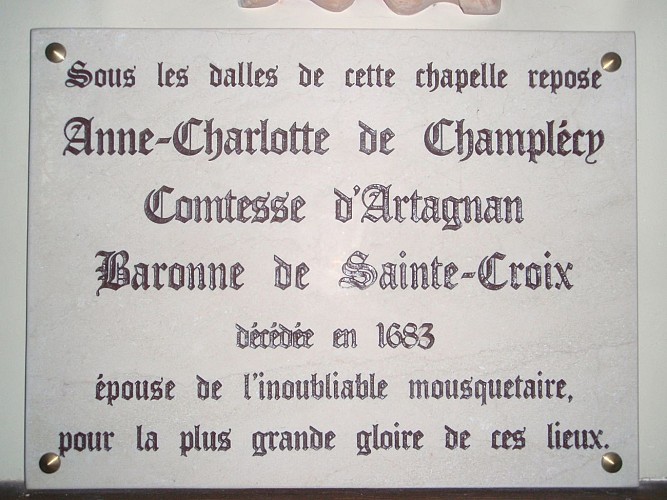 Sous les dalles de cette chapelle repose
Anne-Charlotte de Champlécy
Comtesse d'Artagnan
Baronne de Sainte-Croix
décédée en 1683
épouse de l'inoubliable mousquetaire,
pour la plus grande gloire de ces lieux.